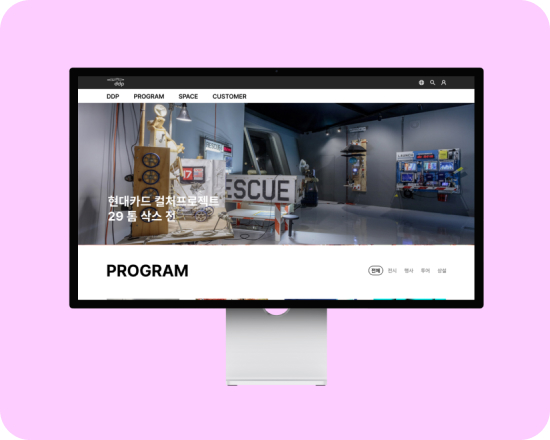 ddp
DDP PROGRAM SPACE CUSTOMER
RESCUE
현대카드 컬처프로젝트
29 톰 삭스 전
PROGRAM
전체 전시 행사 투어 상설